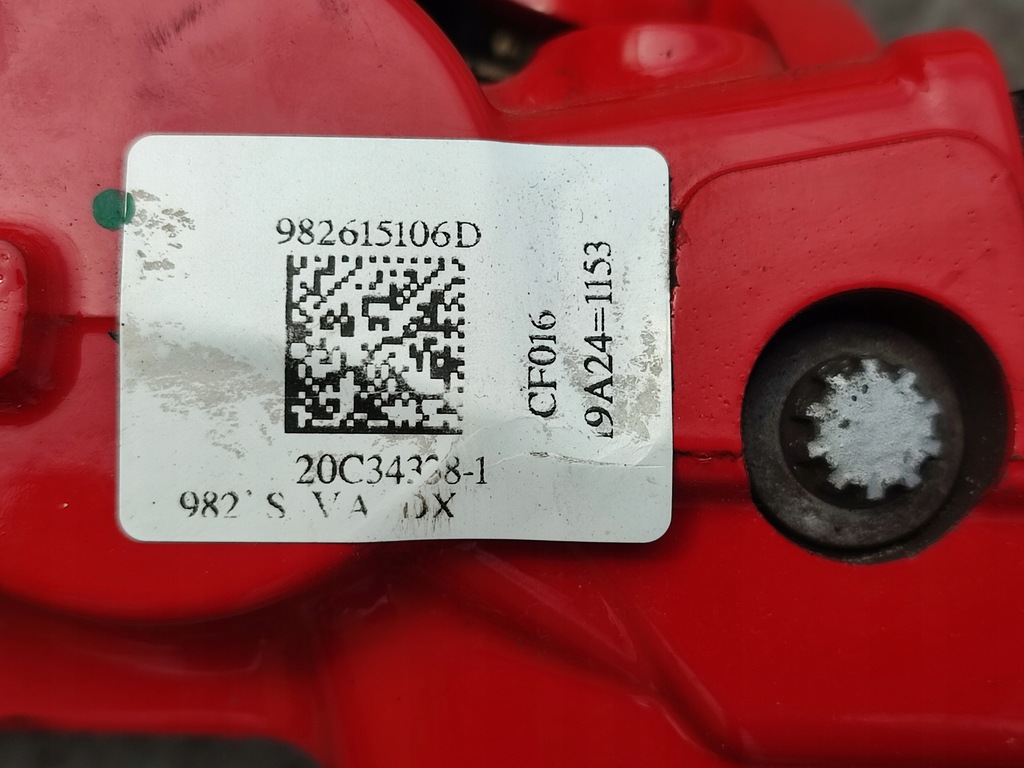 982615106D
CF016
19A24=1153
982 S VA DX